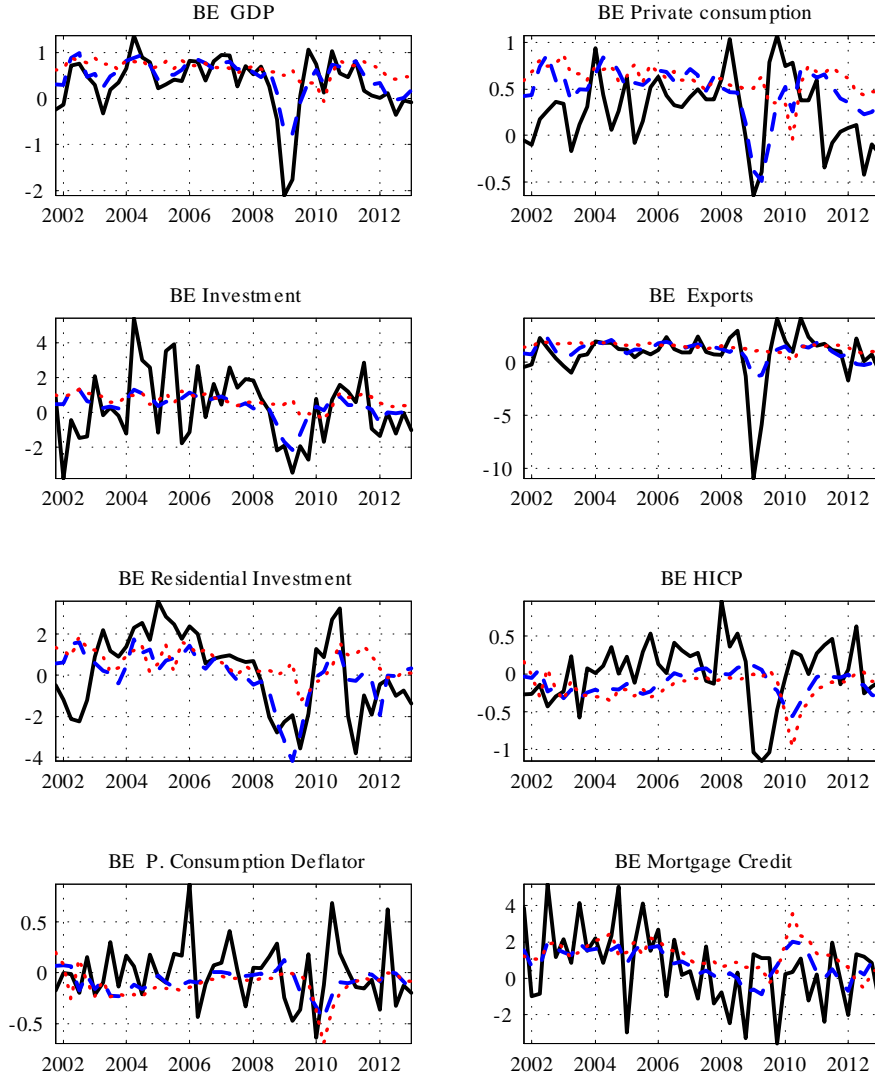 BE GDP
1
0
-1
-2
2002 2004 2006 2008 2010 2012
BE Private consumption
1
0.5
0
-0.5
2002 2004 2006 2008 2010 2012
BE Investment
4
2
0
-2
2002 2004 2006 2008 2010 2012
BE Exports
0
-5
-10
2002 2004 2006 2008 2010 2012
BE Residential Investment
2
0
-2
-4
2002 2004 2006 2008 2010 2012
BE HICP
0.5
0
-0.5
-1
2002 2004 2006 2008 2010 2012
BE P. Consumption Deflator
0.5
0
-0.5
2002 2004 2006 2008 2010 2012
BE Mortgage Credit
4
2
0
-2
2002 2004 2006 2008 2010 2012